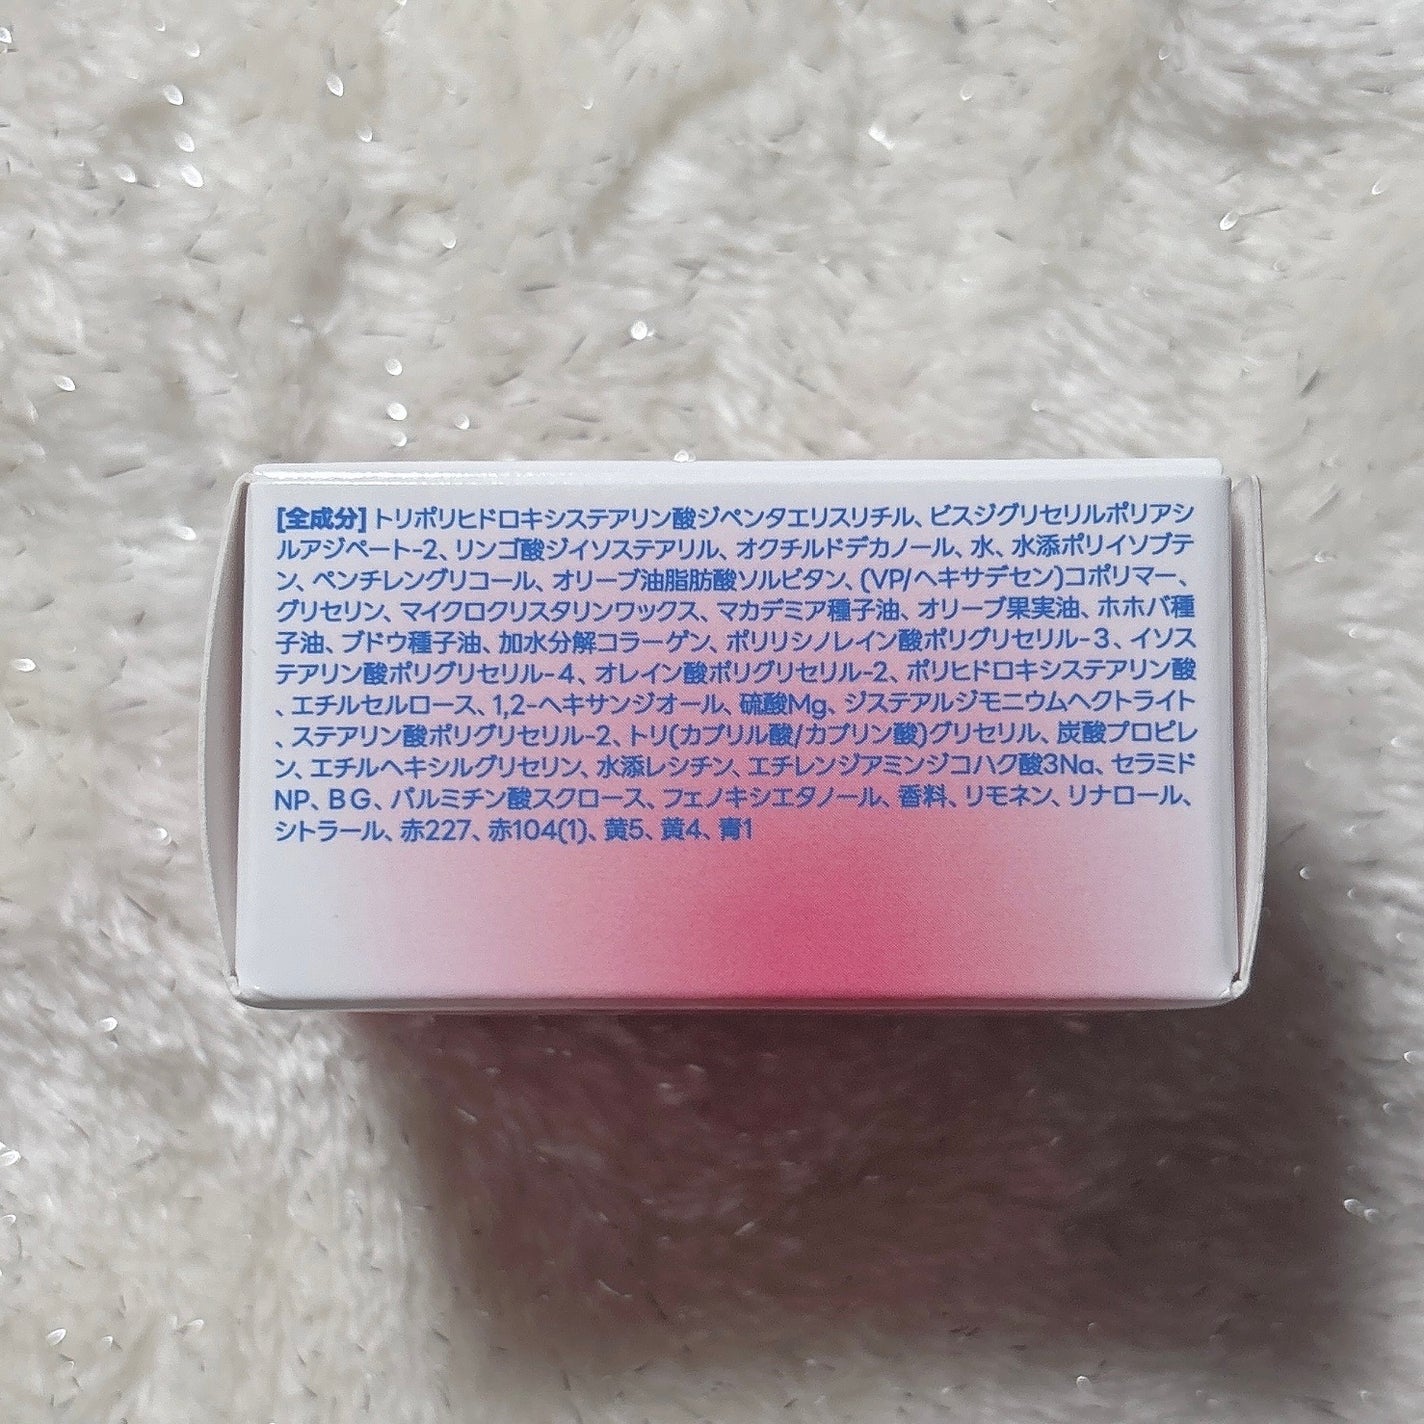 [全成分] トリポリヒドロキシステアリン酸ジペンタエリスリチル、ビスジグリセリルポリアシ
ルアジペート-2、リンゴ酸ジイソステアリル、オクチルドデカノール、水、水添ポリイソブテ
ン、ペンチレングリコール、オリーブ油脂肪酸ソルビタン、(VP/ヘキサデセン)コポリマー、
グリセリン、マイクロクリスタリンワックス、マカデミア種子油、オリーブ果実油、ホホバ種
子油、ブドウ種子油、加水分解コラーゲン、ポリリシノレイン酸ポリグリセリル-3、イソス
テアリン酸ポリグリセリル-4、オレイン酸ポリグリセリル-2、ポリヒドロキシステアリン酸
、エチルセルロース、1,2-ヘキサンジオール、硫酸Mg、ジステアルジモニウムヘクトライト
、ステアリン酸ポリグリセリル-2、トリ(カプリル酸/カプリン酸)グリセリル、炭酸プロピレ
ン、エチルヘキシルグリセリン、水添レシチン、エチレンジアミンジコハク酸3Na、セラミド
NP、BG、パルミチン酸スクロース、フェノキシエタノール、香料、リモネン、リナロール、
シトラール、赤227、赤104(1)、黄5、黄4、青1